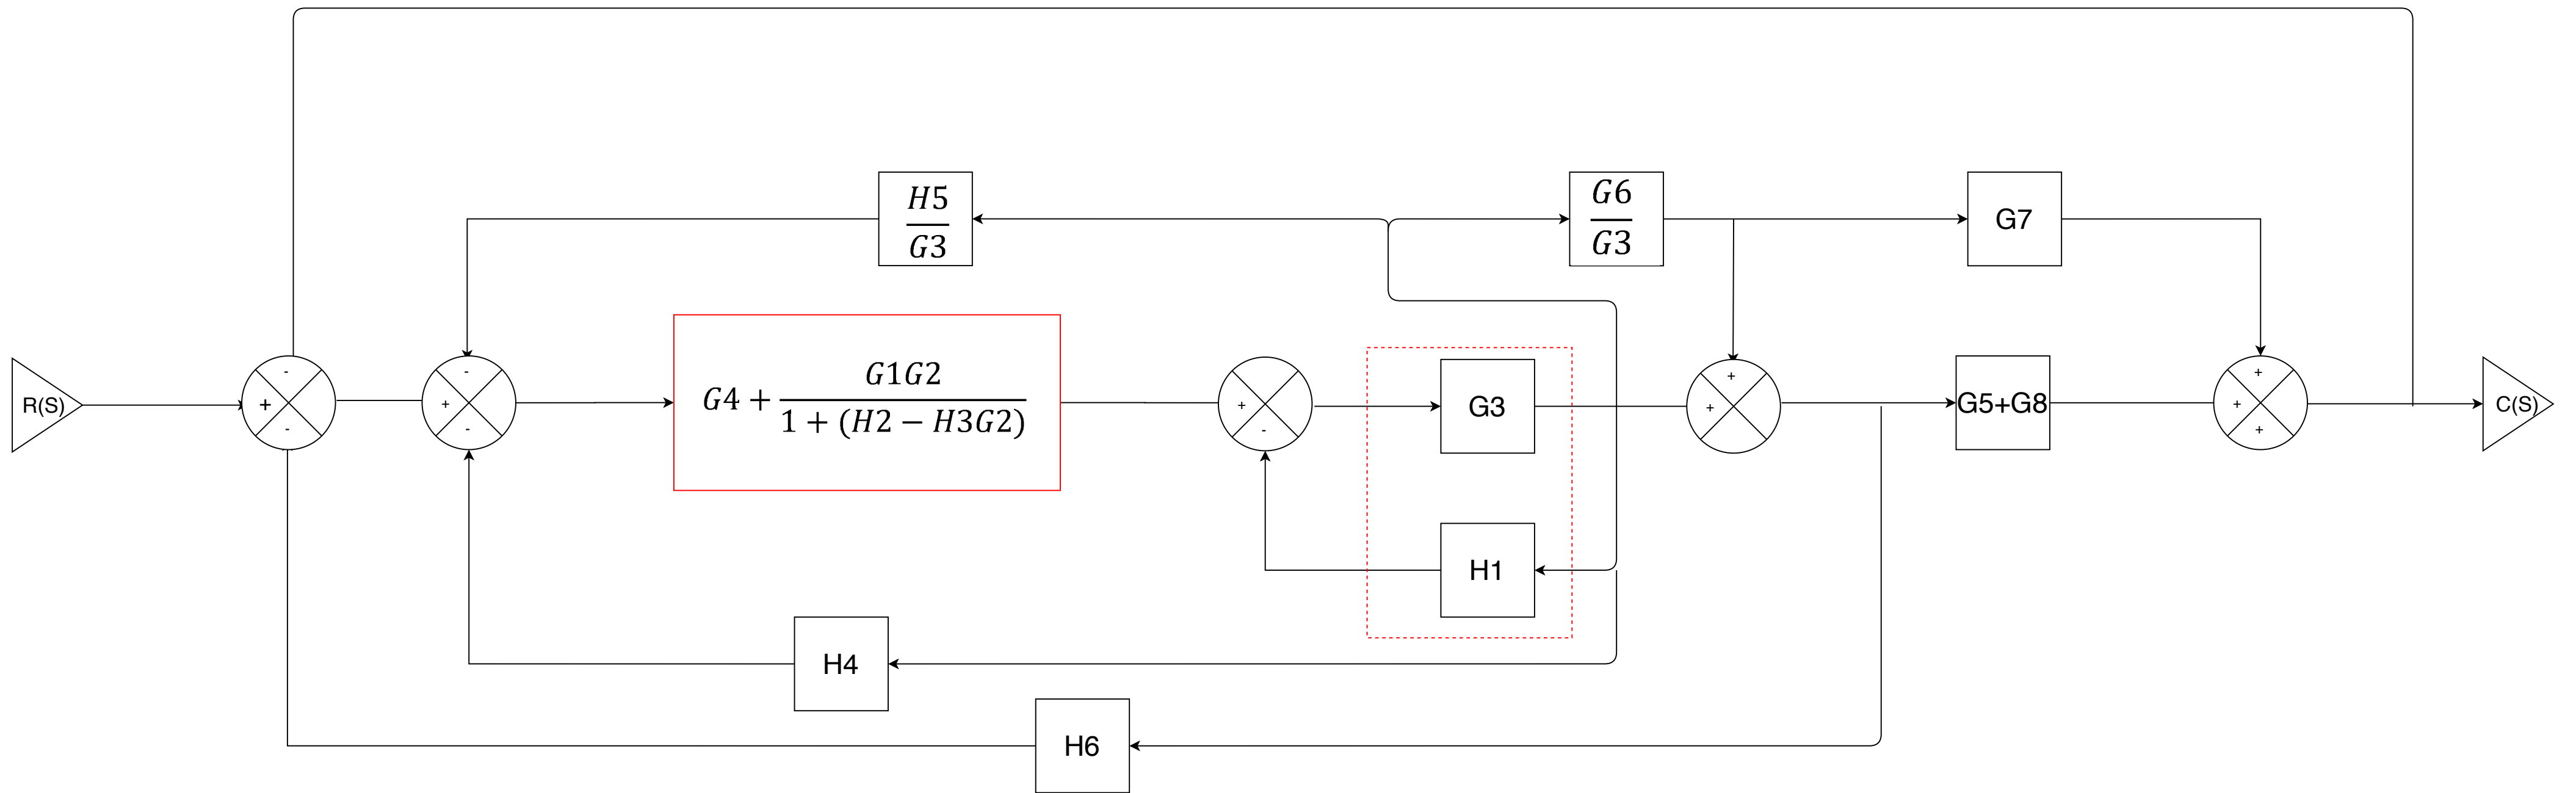 H5
G3
G6
G3
G7
-
-
+
+
R(S)
+
-
+
-
G4 + G1G2
1 + (H2 − H3G2)
+
-
G3
+
G5+G8
+
+
C(S)
H1
H4
H6